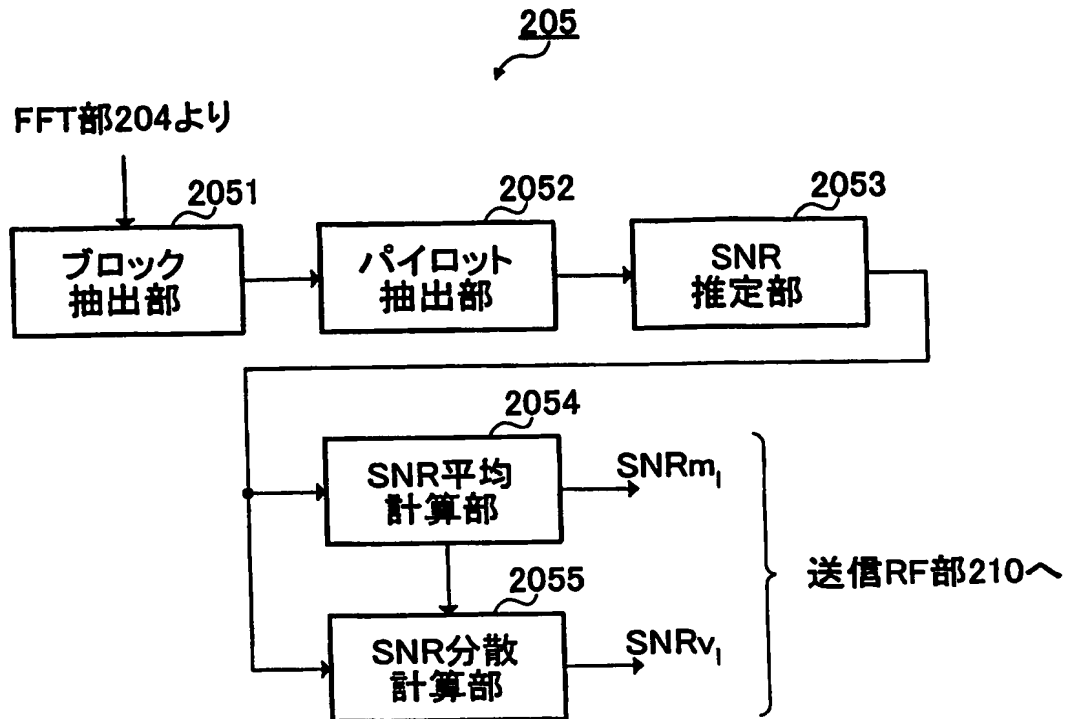 205
FFT部204より
2051
2052
2053
ブロック
抽出部
パイロット
抽出部
SNR
推定部
2054
SNR平均
計算部
SNRm_l
2055
送信RF部210へ
SNR分散
計算部
SNRv_l